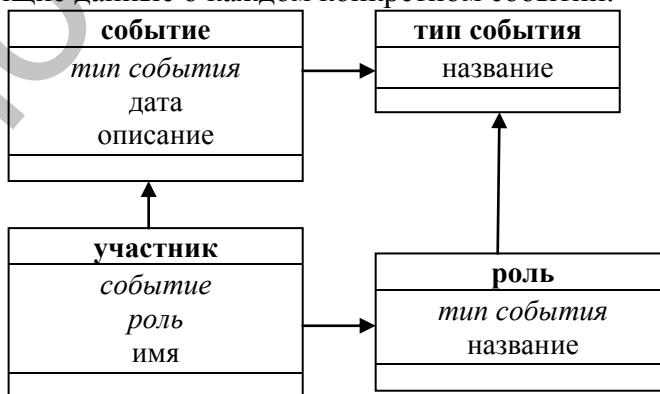 событие
тип события
дата
описание
тип события
название
участник
событие
роль
имя
роль
тип события
название